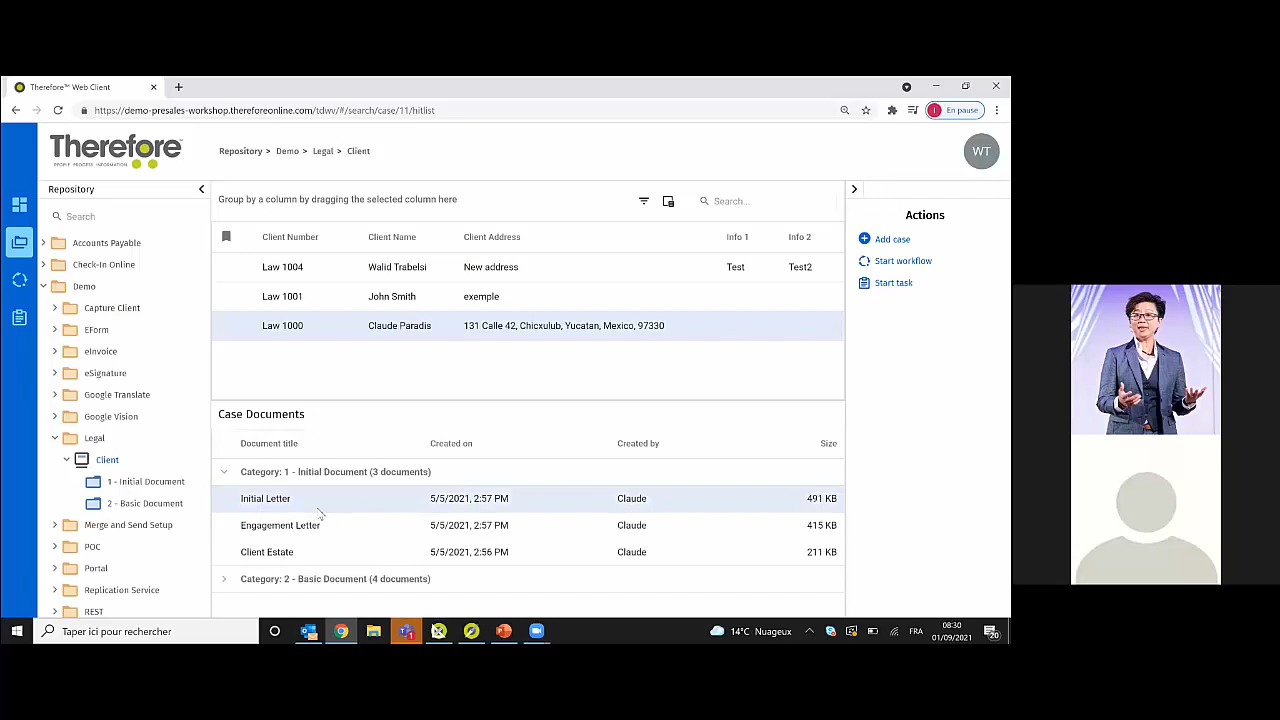 Therefore™ Web Client
https://demo-presales-workshop.thereforeonline.com/tdwv/#/search/case/11/hitlist
En pause
Therefore™
PEOPLE PROCESS INFORMATION
Repository > Demo > Legal > Client
WT
Repository
Search
Accounts Payable
Check-In Online
Demo
Capture Client
EForm
eInvoice
eSignature
Google Translate
Google Vision
Legal
Client
1 - Initial Document
2 - Basic Document
Merge and Send Setup
POC
Portal
Replication Service
REST
Group by a column by dragging the selected column here
Search...
Client Number Client Name Client Address Info 1 Info 2
Law 1004 Walid Trabelsi New address Test Test2
Law 1001 John Smith exemple
Law 1000 Claude Paradis 131 Calle 42, Chicxulub, Yucatan, Mexico, 97330
Case Documents
Document title Created on Created by Size
Category: 1 - Initial Document (3 documents)
Initial Letter 5/5/2021, 2:57 PM Claude 491 KB
Engagement Letter 5/5/2021, 2:57 PM Claude 415 KB
Client Estate 5/5/2021, 2:56 PM Claude 211 KB
Category: 2 - Basic Document (4 documents)
Actions
Add case
Start workflow
Start task
Taper ici pour rechercher
14°C Nuageux
FRA
08:30
01/09/2021
20